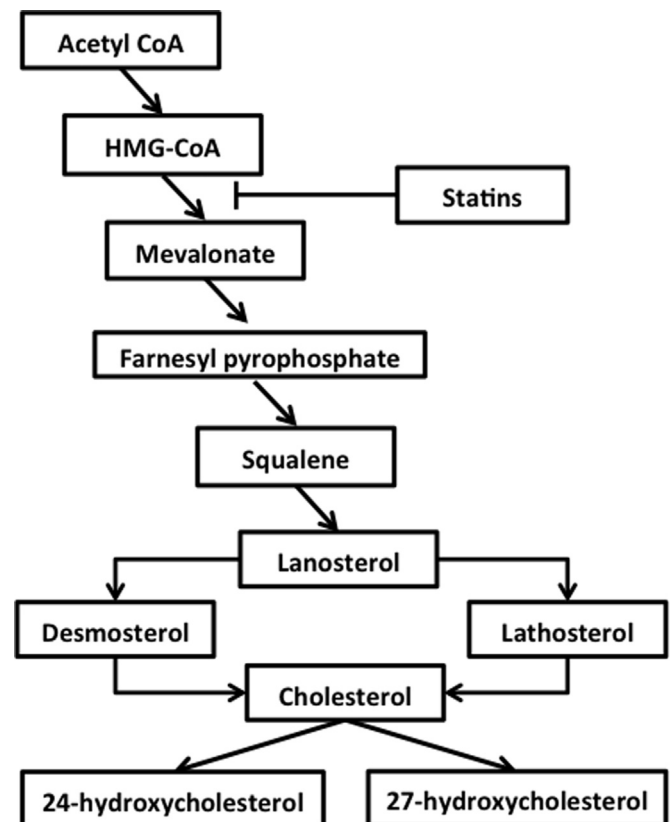 Acetyl CoA
HMG-CoA
Statins
Mevalonate
Farnesyl pyrophosphate
Squalene
Lanosterol
Desmosterol
Lathosterol
Cholesterol
24-hydroxycholesterol
27-hydroxycholesterol